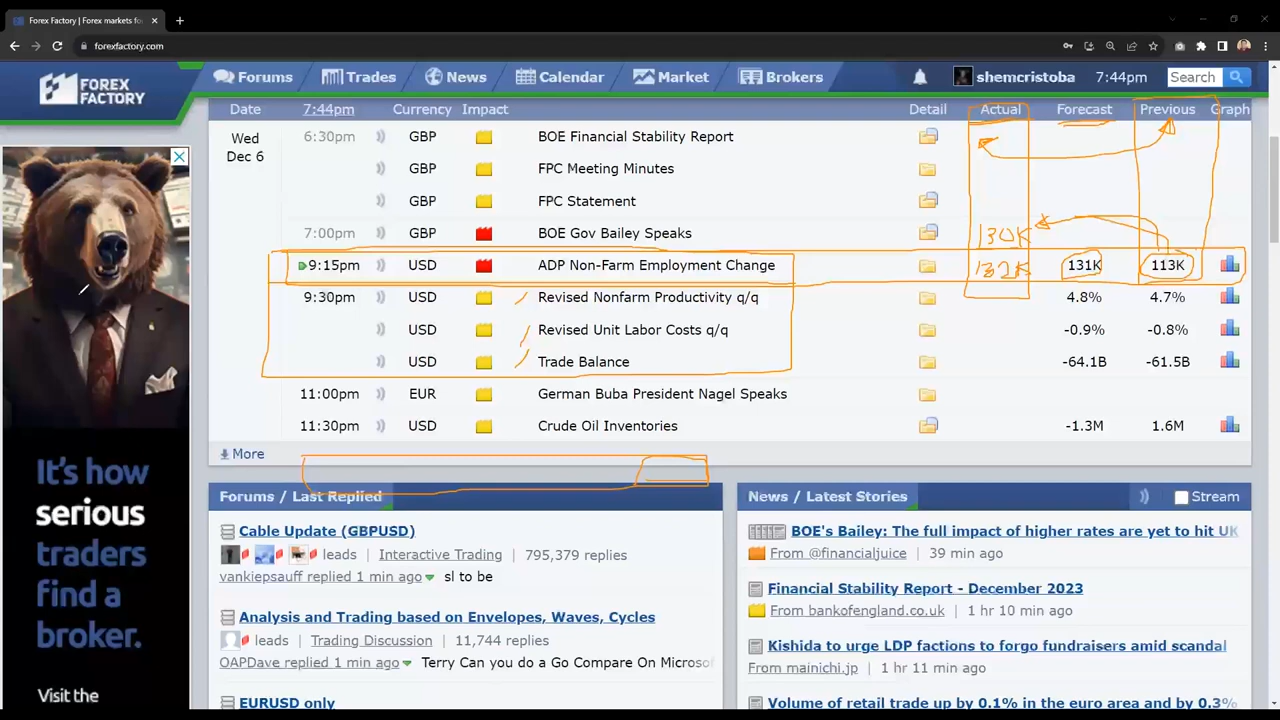 Forex Factory | Forex markets fo
forexfactory.com
FOREX
FACTORY
Forums Trades News Calendar Market Brokers shemcristoba 7:44pm Search
Date 7:44pm Currency Impact Detail Actual Forecast Previous Graph
Wed
Dec 6
6:30pm GBP BOE Financial Stability Report
GBP FPC Meeting Minutes
GBP FPC Statement
7:00pm GBP BOE Gov Bailey Speaks 130K
9:15pm USD ADP Non-Farm Employment Change 132K 131K 113K
9:30pm USD Revised Nonfarm Productivity q/q 4.8% 4.7%
USD Revised Unit Labor Costs q/q -0.9% -0.8%
USD Trade Balance -64.1B -61.5B
11:00pm EUR German Buba President Nagel Speaks
11:30pm USD Crude Oil Inventories -1.3M 1.6M
More
It's how
serious
traders
find a
broker.
Visit the
Forums / Last Replied
Cable Update (GBPUSD)
leads | Interactive Trading | 795,379 replies
vankiepsauff replied 1 min ago sl to be
Analysis and Trading based on Envelopes, Waves, Cycles
leads | Trading Discussion | 11,744 replies
OAPDave replied 1 min ago Terry Can you do a Go Compare On Microsof
EURUSD only
News / Latest Stories Stream
BOE's Bailey: The full impact of higher rates are yet to hit UK
From @financialjuice | 39 min ago
Financial Stability Report - December 2023
From bankofengland.co.uk | 1 hr 10 min ago
Kishida to urge LDP factions to forgo fundraisers amid scandal
From mainichi.jp | 1 hr 11 min ago
Volume of retail trade up by 0.1% in the euro area and by 0.3%